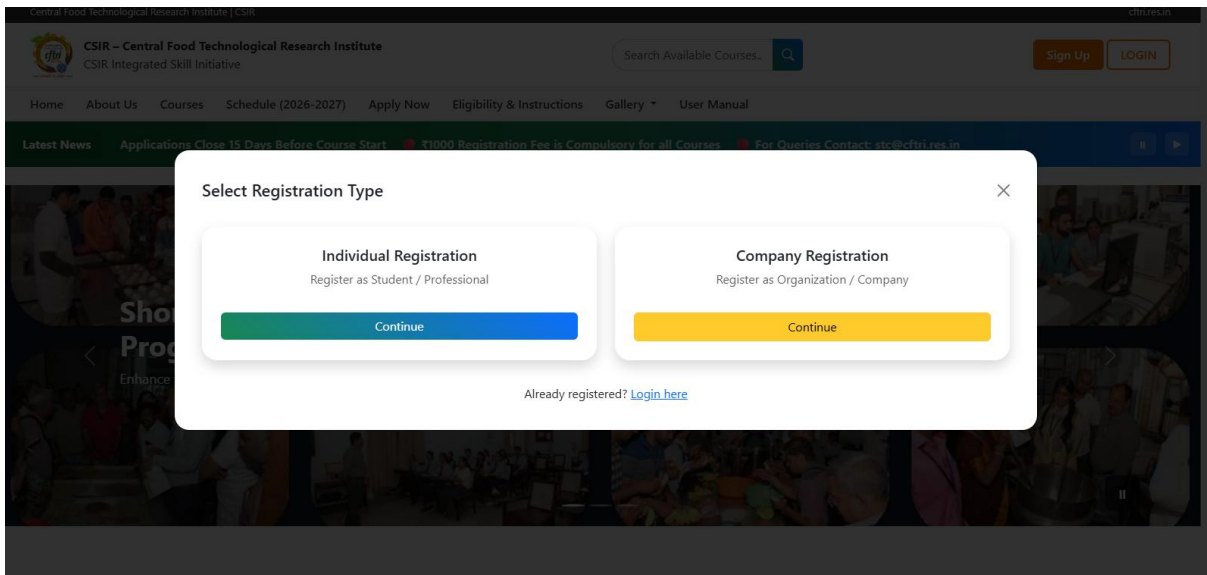 Central Food Technological Research Institute | CSIR
cftri.res.in
CSIR – Central Food Technological Research Institute
CSIR Integrated Skill Initiative
Search Available Courses..
Sign Up
LOGIN
Home About Us Courses Schedule (2026-2027) Apply Now Eligibility & Instructions Gallery User Manual
Latest News Applications Close 15 Days Before Course Start ₹1000 Registration Fee is Compulsory for all Courses For Queries Contact: stc@cftri.res.in
Select Registration Type
Individual Registration
Register as Student / Professional
Continue
Company Registration
Register as Organization / Company
Continue
Already registered? Login here
Sho
Prog
Enhance